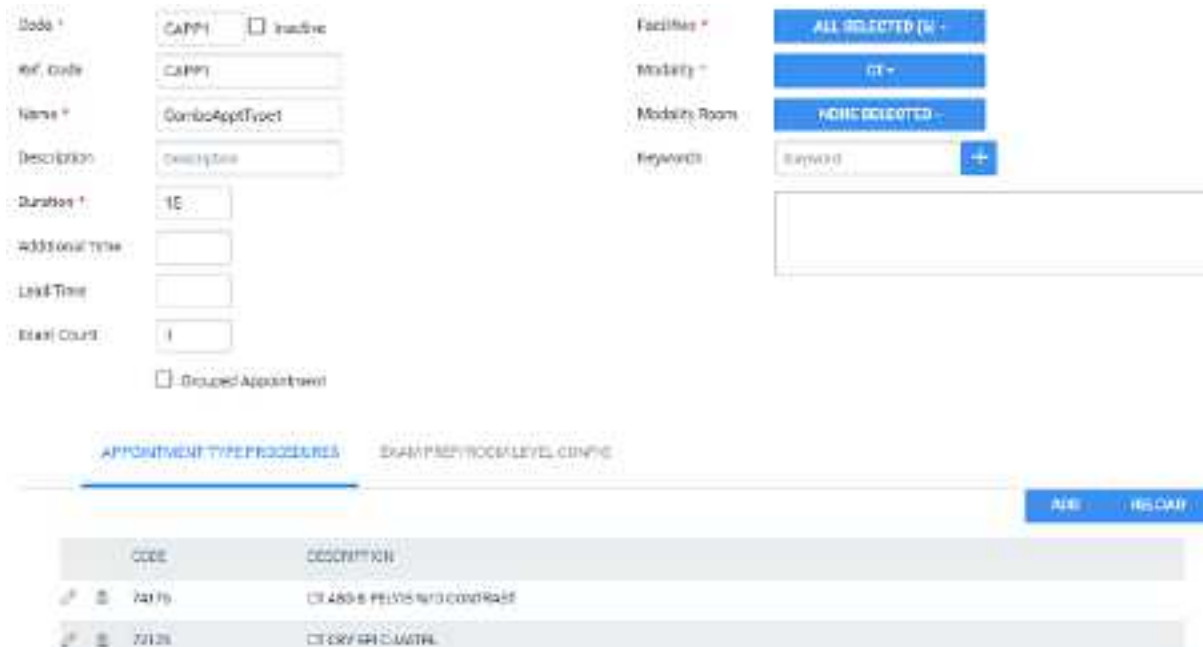 Code *
CAPP1
Inactive
Ref. Code
CAPP1
Name *
ComboApptType1
Description
Description
Duration *
15
Additional Time
Lead Time
Exam Count
1
Grouped Appointment
Facilities *
ALL SELECTED
Modality *
CT
Modality Room
NONE SELECTED
Keywords
Keyword
+
APPOINTMENT TYPE PROCEDURES
EXAM PREP/ROOM LEVEL CONFIG
ADD
RELOAD
CODE
DESCRIPTION
74176
CT ABD & PELVIS W/O CONTRAST
CT